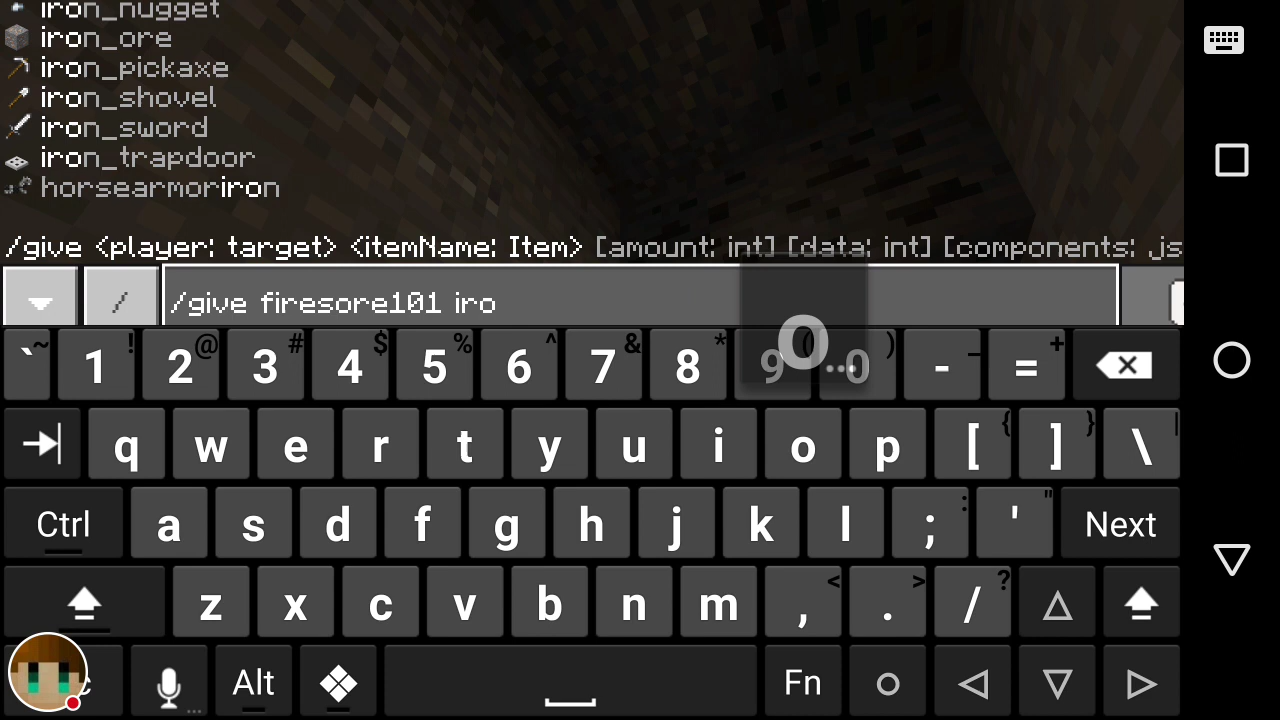 iron_nugget
iron_ore
iron_pickaxe
iron_shovel
iron_sword
iron_trapdoor
horsearmoriron
/give <player: target> <itemName: Item> [amount: int] [data: int] [components: .js
/
/give firesore101 iro
o
...
` ~ 1 ! 2 @ 3 # 4 $ 5 % 6 ^ 7 & 8 * 9 ( 0 ) - _ = +
q w e r t y u i o p [ { ] } \ |
Ctrl a s d f g h j k l ; : ' " Next
z x c v b n m , < . > / ?
c ... Alt Fn